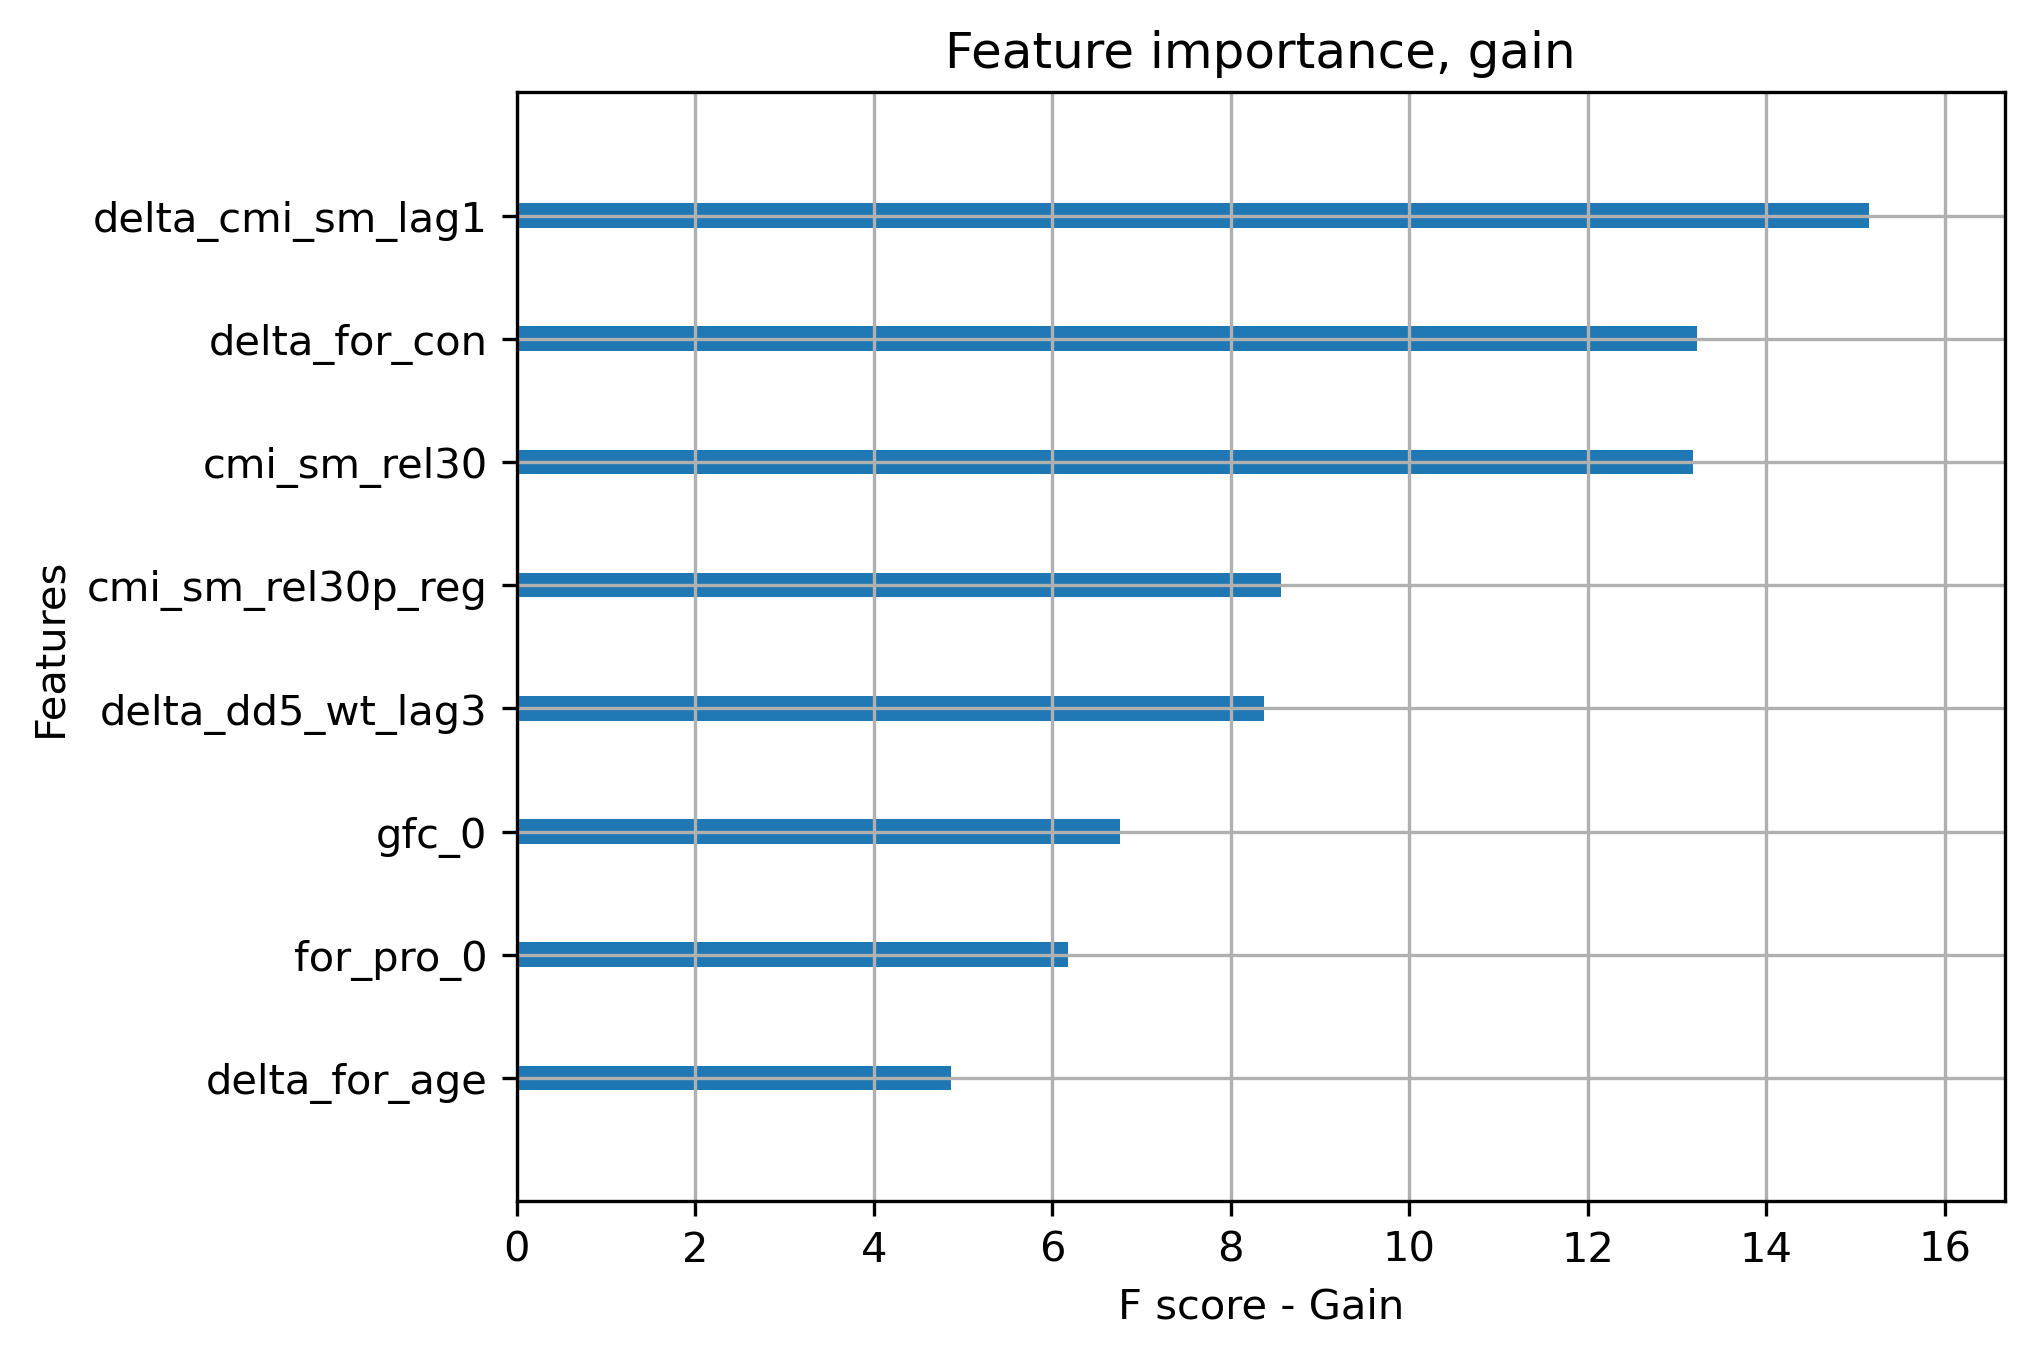 Feature importance, gain
Features
delta_cmi_sm_lag1
delta_for_con
cmi_sm_rel30
cmi_sm_rel30p_reg
delta_dd5_wt_lag3
gfc_0
for_pro_0
delta_for_age
0 2 4 6 8 10 12 14 16
F score - Gain